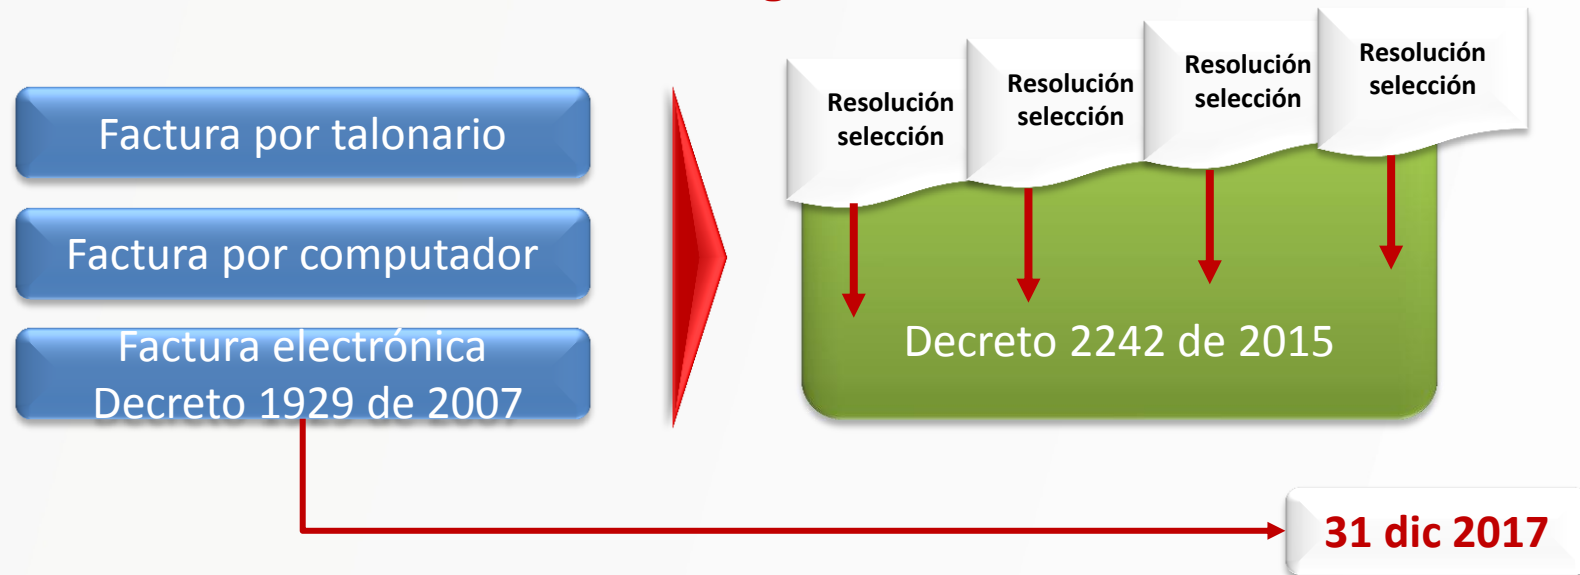 Factura por talonario
Factura por computador
Factura electrónica
Decreto 1929 de 2007
Resolución
selección
Resolución
selección
Resolución
selección
Resolución
selección
Decreto 2242 de 2015
31 dic 2017